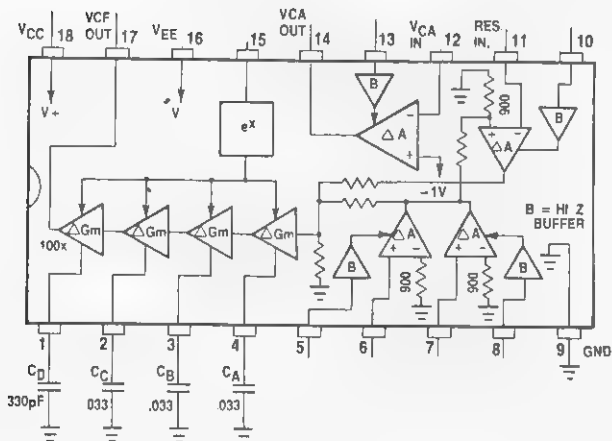 VCC VCF OUT VEE VCA OUT VCA IN RES IN.
18 17 16 15 14 13 12 11 10
V+ V
B
900
B
eˣ
- ΔA +
- + ΔA
-1V
B = HI Z BUFFER
100x ΔGm ΔGm ΔGm ΔGm
B
ΔA + -
ΔA + -
B
900
900
1 2 3 4 5 6 7 8 9 GND
CD CC CB CA
330pF .033 .033 .033